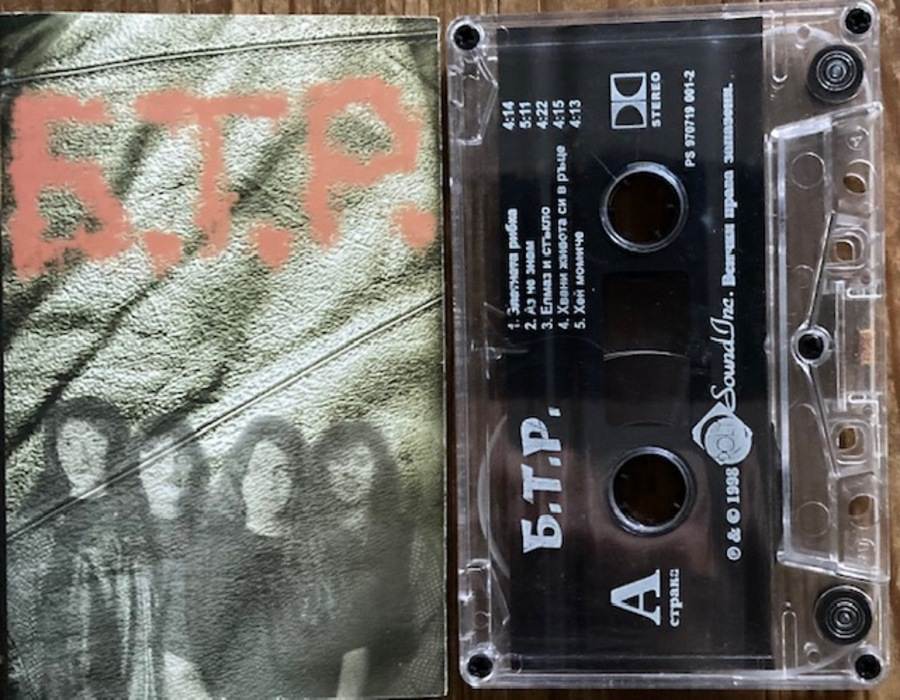 Б.Т.Р.
А
страна
Б.Т.Р.
1. Златната рибка 4:14
2. Аз не знам 5:11
3. Елмаз и стъкло 4:22
4. Хвани живота си в ръце 4:15
5. Хей момиче 4:13
STEREO
PS 970719 001-2
℗ & © 1998 Poly Sound Inc. Всички права запазени.